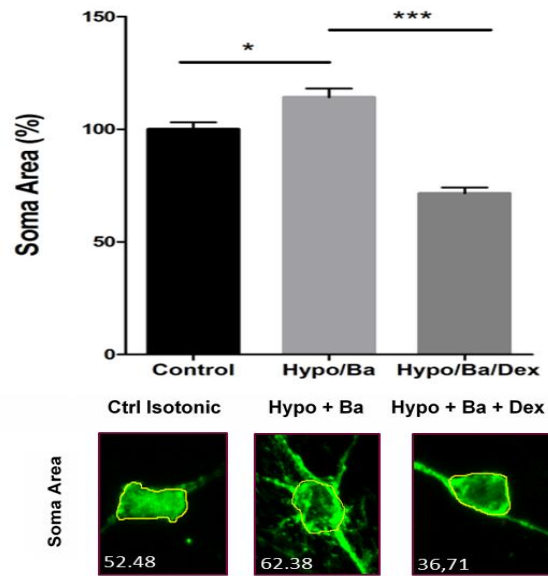 150
***
*
100
Soma Area (%)
50
0
Control Hypo/Ba Hypo/Ba/Dex
Ctrl Isotonic Hypo + Ba Hypo + Ba + Dex
Soma Area
52.48 62.38 36,71